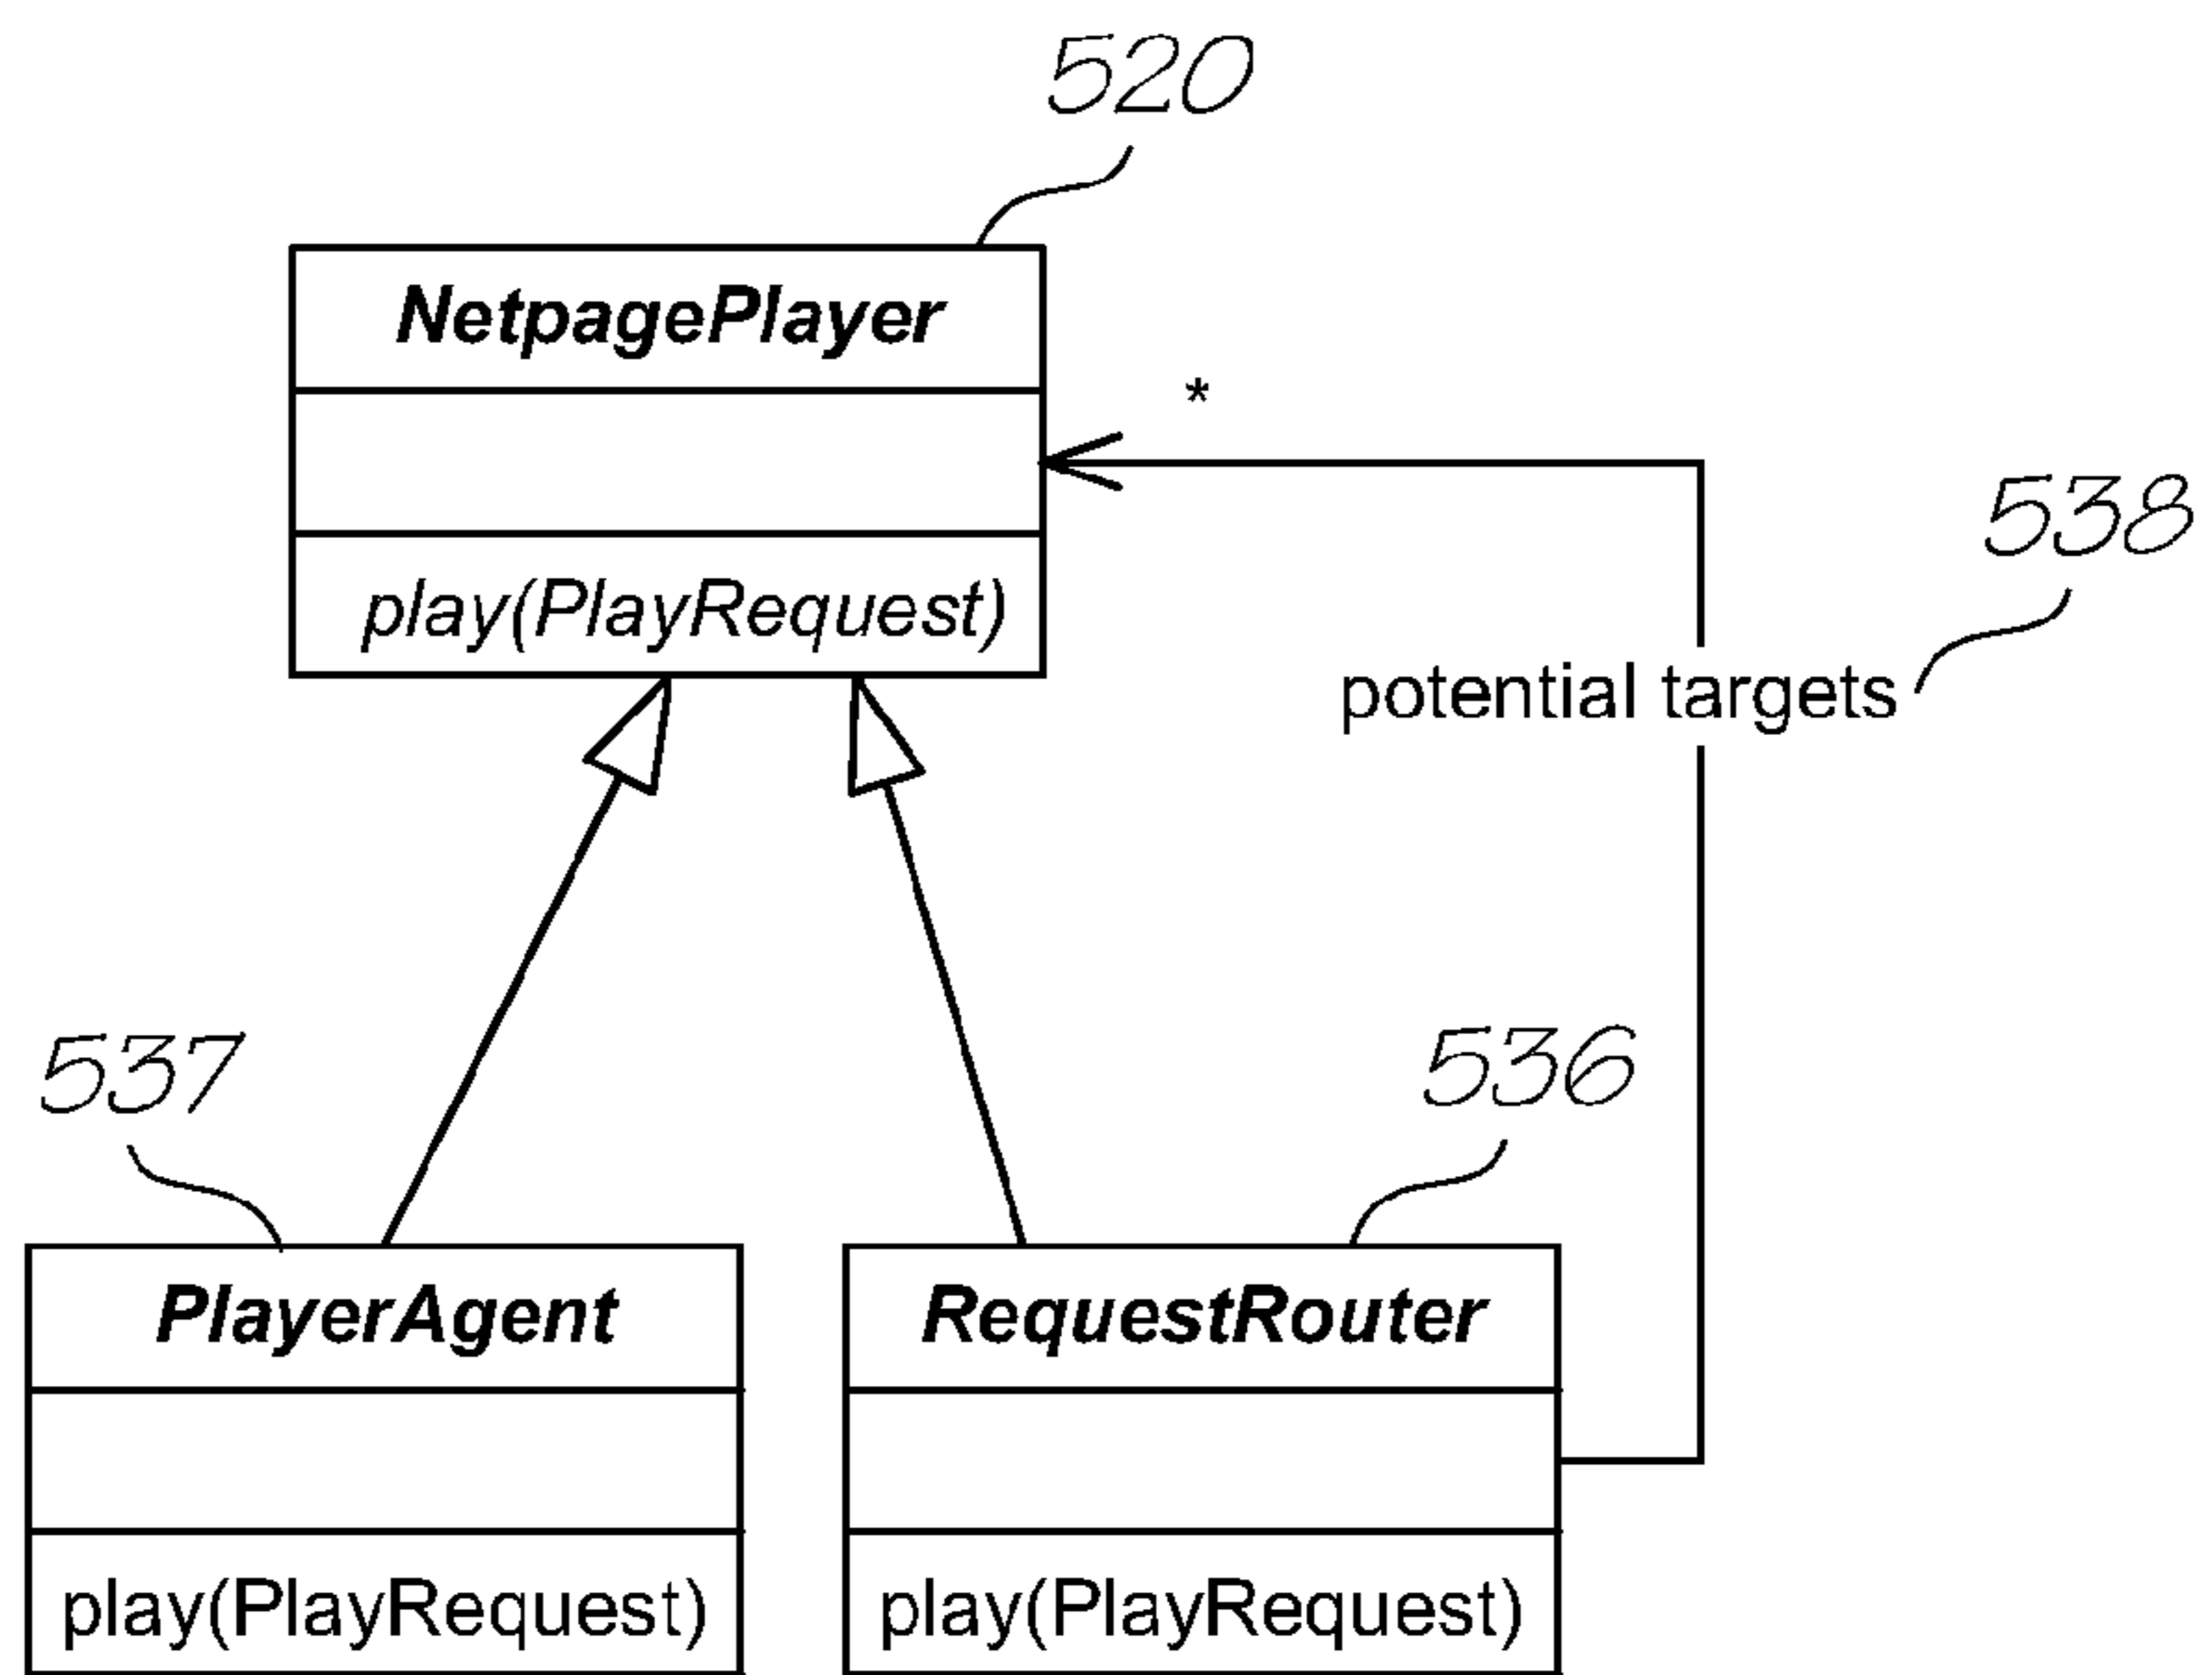 520
NetpagePlayer
*
538
play(PlayRequest)
potential targets
537
536
PlayerAgent
RequestRouter
play(PlayRequest)
play(PlayRequest)